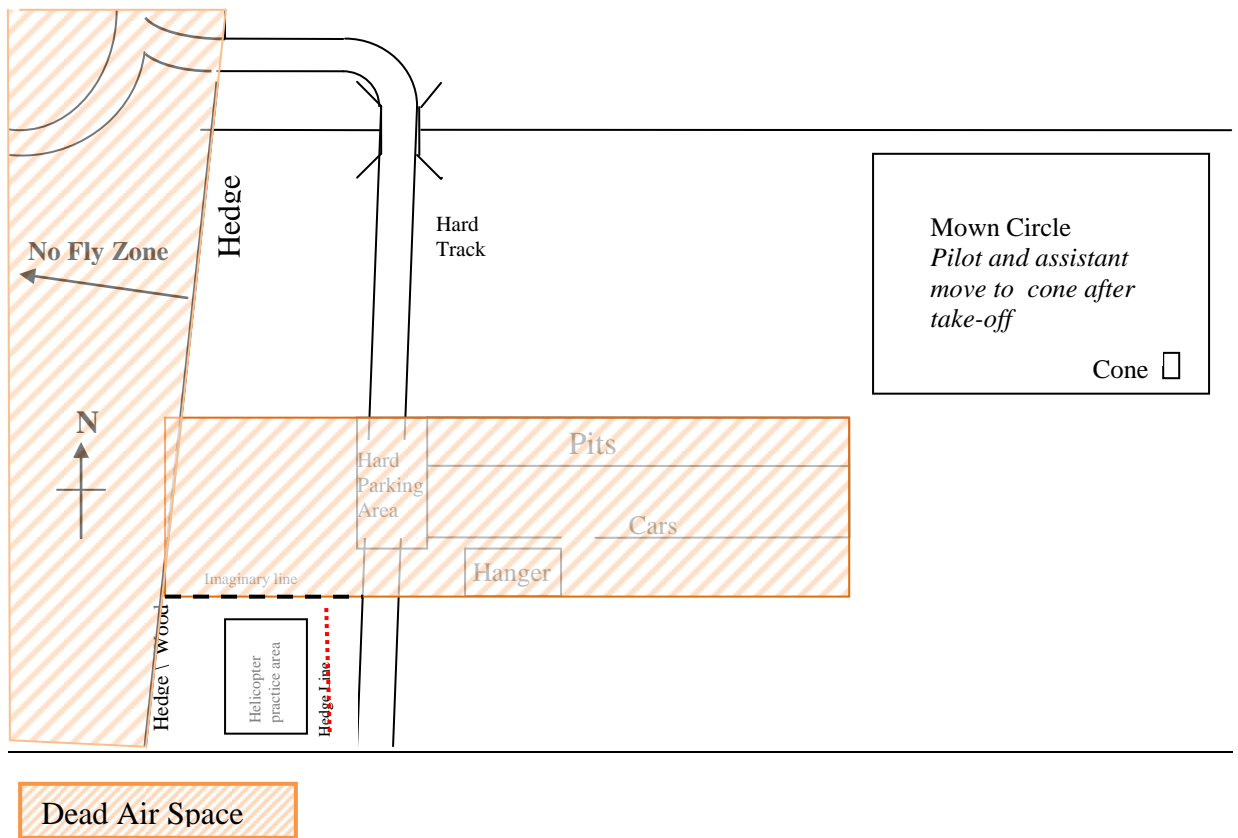 Hedge
Hard
Track
No Fly Zone
Mown Circle
Pilot and assistant
move to cone after
take-off
Cone
N
Pits
Hard
Parking
Area
Cars
Hanger
Imaginary line
Hedge \ Wood
Helicopter
practice area
Hedge Line
Dead Air Space